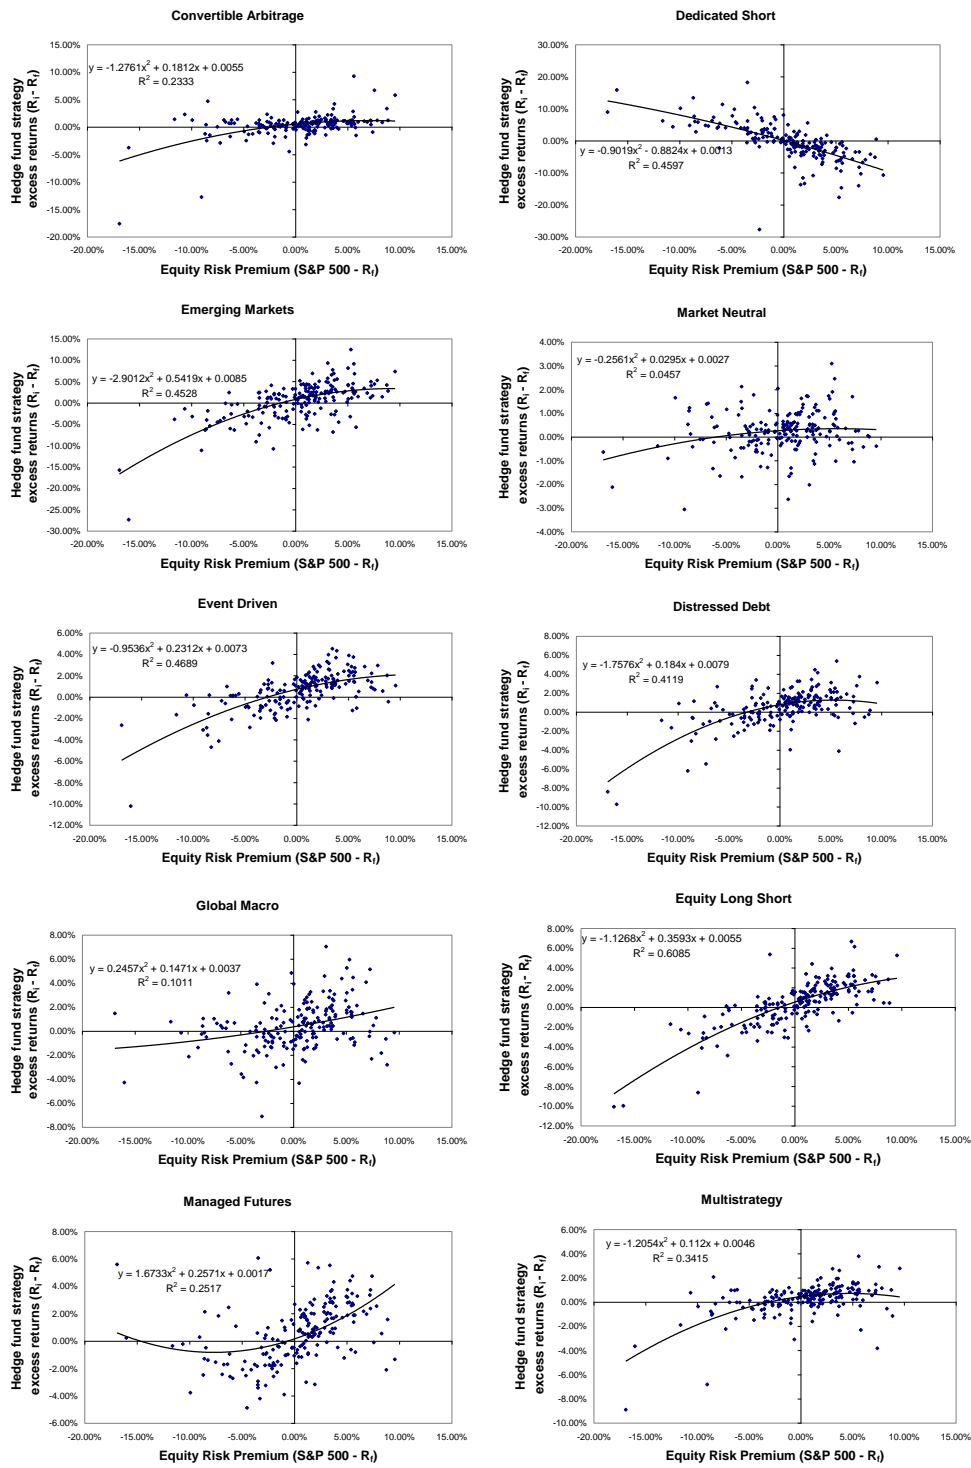 Convertible Arbitrage
15.00%
10.00%
5.00%
0.00%
-5.00%
-10.00%
-15.00%
-20.00%
y = -1.2761x² + 0.1812x + 0.0055
R² = 0.2333
Hedge fund strategy
excess returns (Ri - Rf)
-20.00% -15.00% -10.00% -5.00% 0.00% 5.00% 10.00% 15.00%
Equity Risk Premium (S&P 500 - Rf)
Dedicated Short
30.00%
20.00%
10.00%
0.00%
-10.00%
-20.00%
-30.00%
y = -0.9019x² - 0.8824x + 0.0013
R² = 0.4597
Hedge fund strategy
excess returns (Ri - Rf)
-20.00% -15.00% -10.00% -5.00% 0.00% 5.00% 10.00% 15.00%
Equity Risk Premium (S&P 500 - Rf)
Emerging Markets
15.00%
10.00%
5.00%
0.00%
-5.00%
-10.00%
-15.00%
-20.00%
-25.00%
-30.00%
y = -2.9012x² + 0.5419x + 0.0085
R² = 0.4528
Hedge fund strategy
excess returns (Ri - Rf)
-20.00% -15.00% -10.00% -5.00% 0.00% 5.00% 10.00% 15.00%
Equity Risk Premium (S&P 500 - Rf)
Market Neutral
4.00%
3.00%
2.00%
1.00%
0.00%
-1.00%
-2.00%
-3.00%
-4.00%
y = -0.2561x² + 0.0295x + 0.0027
R² = 0.0457
Hedge fund strategy
excess returns (Ri - Rf)
-20.00% -15.00% -10.00% -5.00% 0.00% 5.00% 10.00% 15.00%
Equity Risk Premium (S&P 500 - Rf)
Event Driven
6.00%
4.00%
2.00%
0.00%
-2.00%
-4.00%
-6.00%
-8.00%
-10.00%
-12.00%
y = -0.9536x² + 0.2312x + 0.0073
R² = 0.4689
Hedge fund strategy
excess returns (Ri - Rf)
-20.00% -15.00% -10.00% -5.00% 0.00% 5.00% 10.00% 15.00%
Equity Risk Premium (S&P 500 - Rf)
Distressed Debt
8.00%
6.00%
4.00%
2.00%
0.00%
-2.00%
-4.00%
-6.00%
-8.00%
-10.00%
-12.00%
y = -1.7576x² + 0.184x + 0.0079
R² = 0.4119
Hedge fund strategy
excess returns (Ri - Rf)
-20.00% -15.00% -10.00% -5.00% 0.00% 5.00% 10.00% 15.00%
Equity Risk Premium (S&P 500 - Rf)
Global Macro
8.00%
6.00%
4.00%
2.00%
0.00%
-2.00%
-4.00%
-6.00%
-8.00%
y = 0.2457x² + 0.1471x + 0.0037
R² = 0.1011
Hedge fund strategy
excess returns (Ri - Rf)
-20.00% -15.00% -10.00% -5.00% 0.00% 5.00% 10.00% 15.00%
Equity Risk Premium (S&P 500 - Rf)
Equity Long Short
8.00%
6.00%
4.00%
2.00%
0.00%
-2.00%
-4.00%
-6.00%
-8.00%
-10.00%
-12.00%
y = -1.1268x² + 0.3593x + 0.0055
R² = 0.6085
Hedge fund strategy
excess returns (Ri - Rf)
-20.00% -15.00% -10.00% -5.00% 0.00% 5.00% 10.00% 15.00%
Equity Risk Premium (S&P 500 - Rf)
Managed Futures
8.00%
6.00%
4.00%
2.00%
0.00%
-2.00%
-4.00%
-6.00%
y = 1.6733x² + 0.2571x + 0.0017
R² = 0.2517
Hedge fund strategy
excess returns (Ri - Rf)
-20.00% -15.00% -10.00% -5.00% 0.00% 5.00% 10.00% 15.00%
Equity Risk Premium (S&P 500 - Rf)
Multistrategy
6.00%
4.00%
2.00%
0.00%
-2.00%
-4.00%
-6.00%
-8.00%
-10.00%
y = -1.2054x² + 0.112x + 0.0046
R² = 0.3415
Hedge fund strategy
excess returns (Ri - Rf)
-20.00% -15.00% -10.00% -5.00% 0.00% 5.00% 10.00% 15.00%
Equity Risk Premium (S&P 500 - Rf)